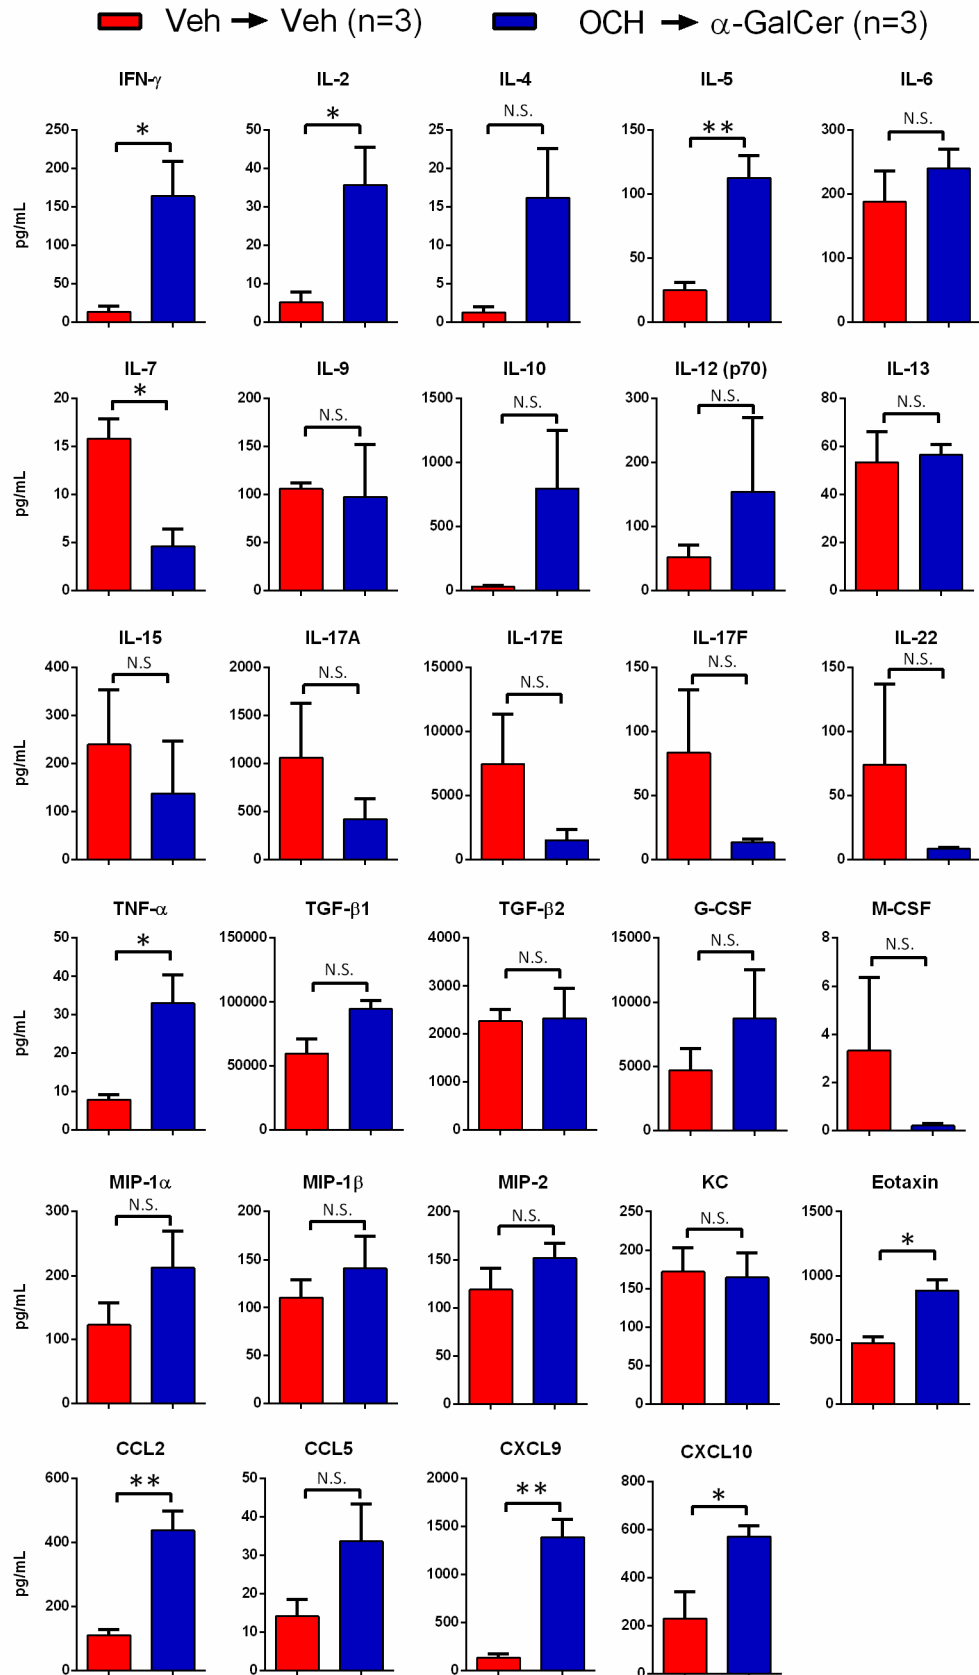 Veh → Veh (n=3) OCH → α-GalCer (n=3)
IFN-γ IL-2 IL-4 IL-5 IL-6
* * N.S. ** N.S.
pg/mL
250 200 150 100 50 0
50 40 30 20 10 0
25 20 15 10 5 0
150 100 50 0
300 200 100 0
IL-7 IL-9 IL-10 IL-12 (p70) IL-13
* N.S. N.S. N.S. N.S.
pg/mL
20 15 10 5 0
200 150 100 50 0
1500 1000 500 0
300 200 100 0
80 60 40 20 0
IL-15 IL-17A IL-17E IL-17F IL-22
N.S N.S. N.S. N.S. N.S.
pg/mL
400 300 200 100 0
2000 1500 1000 500 0
15000 10000 5000 0
150 100 50 0
150 100 50 0
TNF-α TGF-β1 TGF-β2 G-CSF M-CSF
* N.S. N.S. N.S. N.S.
pg/mL
50 40 30 20 10 0
150000 100000 50000 0
4000 3000 2000 1000 0
15000 10000 5000 0
8 6 4 2 0
MIP-1α MIP-1β MIP-2 KC Eotaxin
N.S. N.S. N.S. N.S. *
pg/mL
300 200 100 0
200 150 100 50 0
200 150 100 50 0
250 200 150 100 50 0
1500 1000 500 0
CCL2 CCL5 CXCL9 CXCL10
** N.S. ** *
pg/mL
600 400 200 0
50 40 30 20 10 0
2000 1500 1000 500 0
800 600 400 200 0